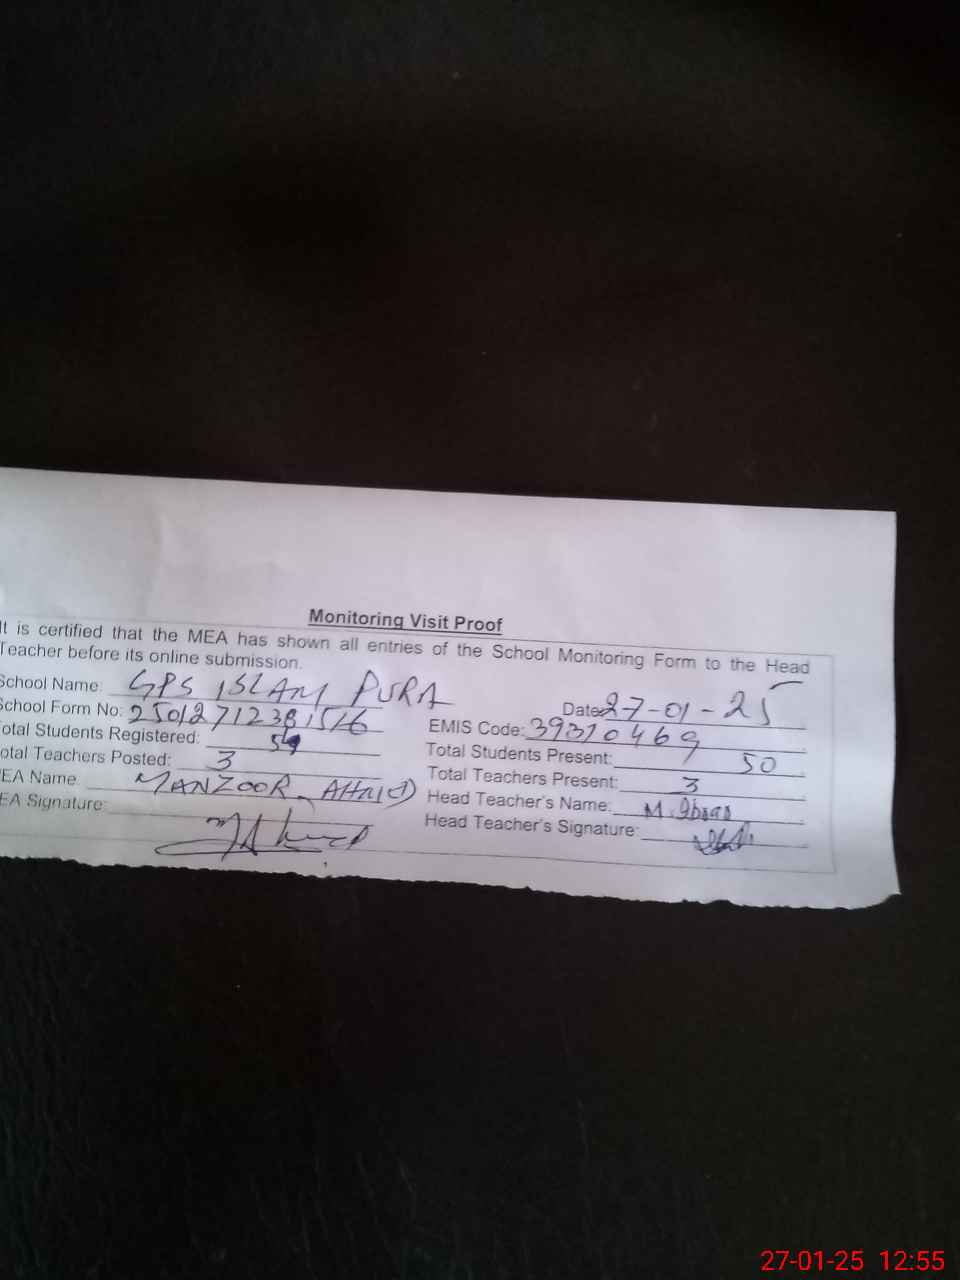 Monitoring Visit Proof
It is certified that the MEA has shown all entries of the School Monitoring Form to the Head
Teacher before its online submission.
School Name: GPS ISLAM PURA
Date 27-01-25
School Form No: 25012712381516
EMIS Code: 39310469
otal Students Registered:
Total Students Present: 50
otal Teachers Posted: 3
Total Teachers Present: 3
EA Name MANZOOR AHMED
Head Teacher's Name: M.
EA Signature:
Head Teacher's Signature:
27-01-25 12:55